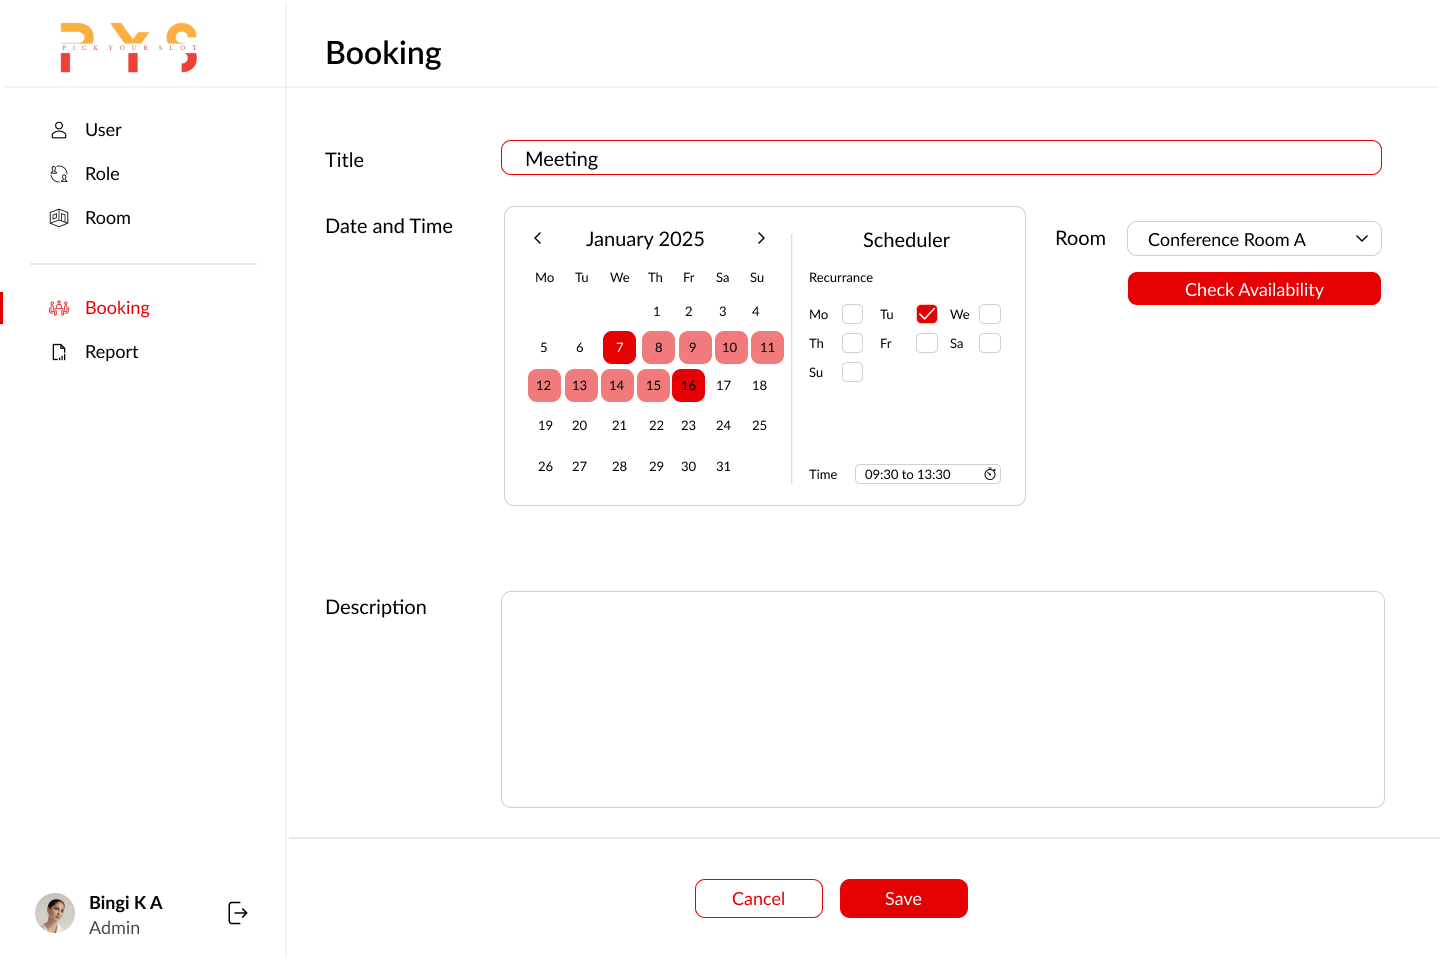 PYS
PICK YOUR SLOT
User
Role
Room
Booking
Report
Bingi K A
Admin
Booking
Title
Meeting
Date and Time
January 2025
Mo Tu We Th Fr Sa Su
1 2 3 4
5 6 7 8 9 10 11
12 13 14 15 16 17 18
19 20 21 22 23 24 25
26 27 28 29 30 31
Scheduler
Recurrance
Mo Tu We
Th Fr Sa
Su
Time 09:30 to 13:30
Room
Conference Room A
Check Availability
Description
Cancel
Save